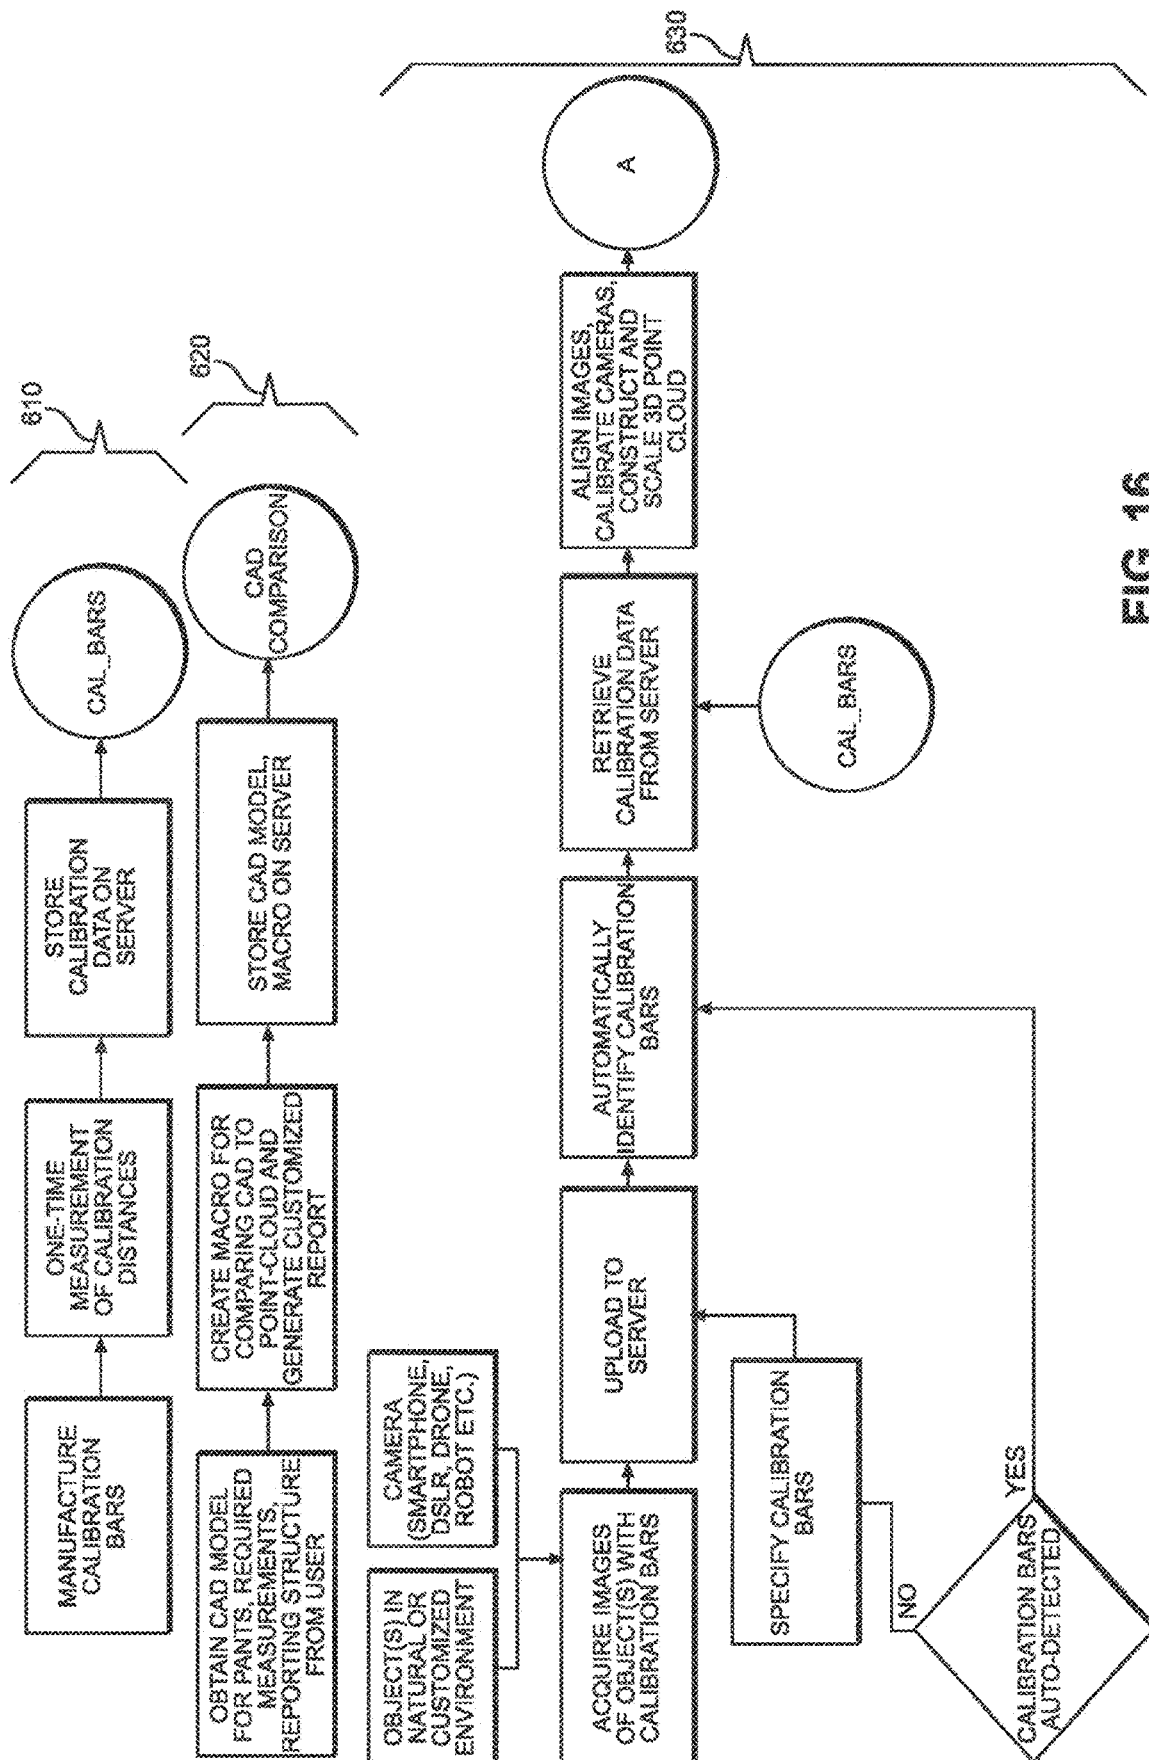 MANUFACTURE
CALIBRATION
BARS
ONE-TIME
MEASUREMENT
OF CALIBRATION
DISTANCES
STORE
CALIBRATION
DATA ON
SERVER
CAL_BARS
610
OBTAIN CAD MODEL
FOR PANTS, REQUIRED
MEASUREMENTS,
REPORTING STRUCTURE
FROM USER
CREATE MACRO FOR
COMPARING CAD TO
POINT-CLOUD AND
GENERATE CUSTOMIZED
REPORT
STORE CAD MODEL,
MACRO ON SERVER
CAD
COMPARISON
620
OBJECT(S) IN
NATURAL OR
CUSTOMIZED
ENVIRONMENT
CAMERA
(SMARTPHONE,
DSLR, DRONE,
ROBOT ETC.)
ACQUIRE IMAGES
OF OBJECT(S) WITH
CALIBRATION BARS
UPLOAD TO
SERVER
AUTOMATICALLY
IDENTIFY CALIBRATION
BARS
RETRIEVE
CALIBRATION DATA
FROM SERVER
ALIGN IMAGES,
CALIBRATE CAMERAS,
CONSTRUCT AND
SCALE 3D POINT
CLOUD
A
630
SPECIFY CALIBRATION
BARS
CAL_BARS
NO
YES
CALIBRATION BARS
AUTO-DETECTED
FIG. 16